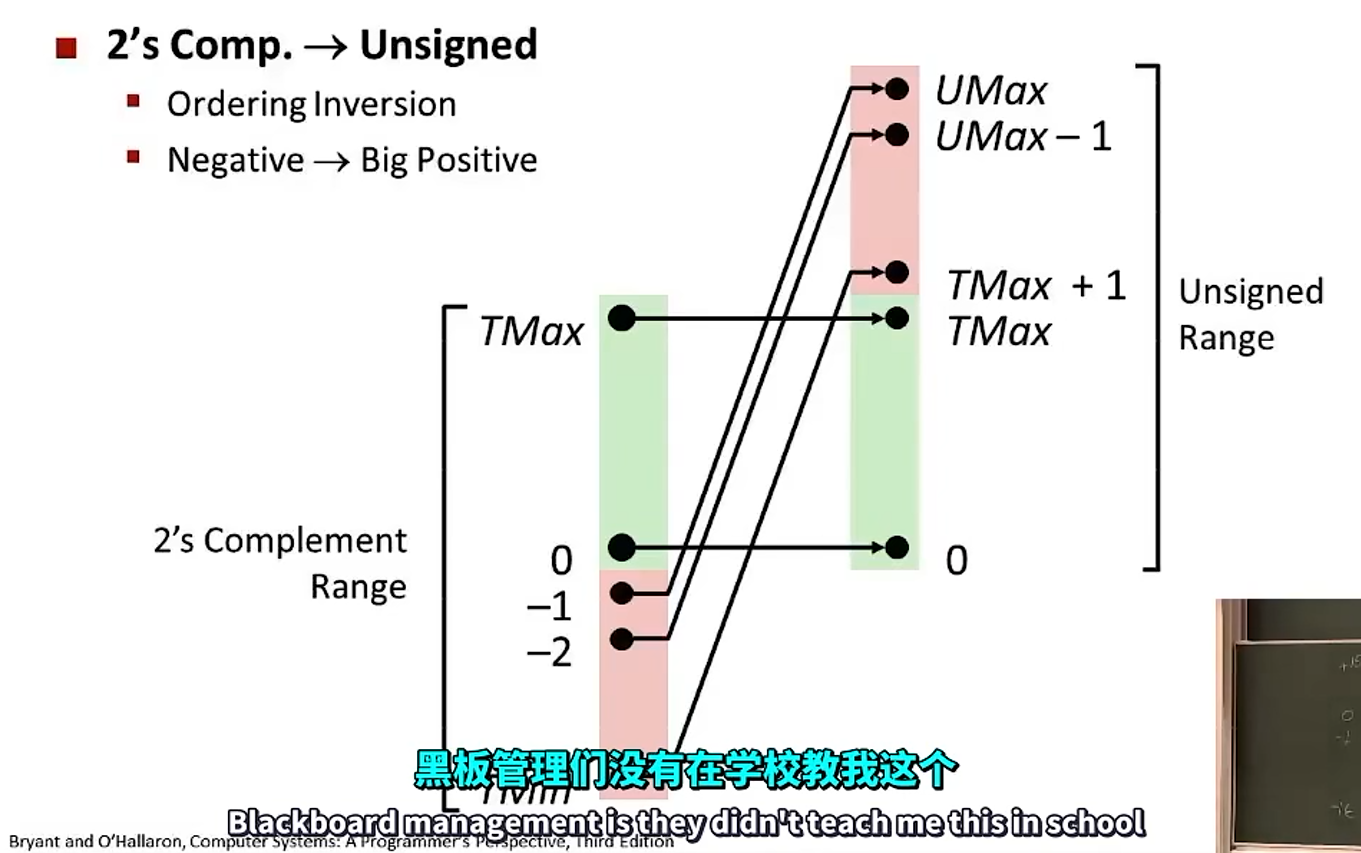 2’s Comp. → Unsigned
Ordering Inversion
Negative → Big Positive
UMax
UMax – 1
TMax + 1
TMax
Unsigned
Range
TMax
2’s Complement
Range
0
–1
–2
0
TMin
黑板管理们没有在学校教我这个
Blackboard management is they didn't teach me this in school
Bryant and O’Hallaron, Computer Systems: A Programmer’s Perspective, Third Edition